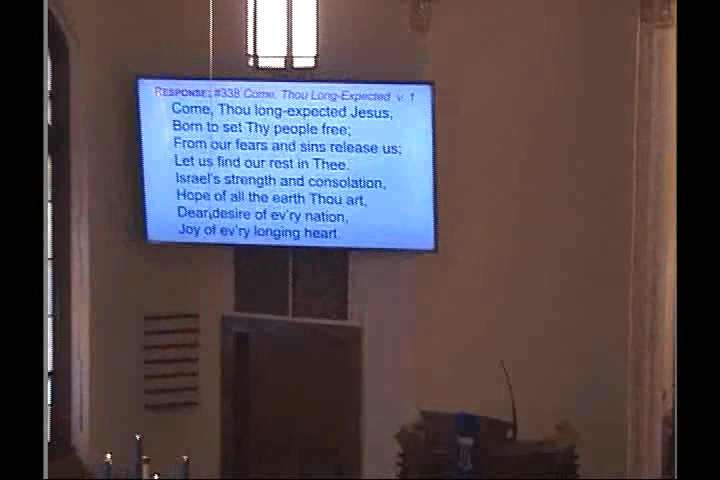 RESPONSE: #338 Come, Thou Long-Expected v. 1
Come, Thou long-expected Jesus,
Born to set Thy people free;
From our fears and sins release us;
Let us find our rest in Thee.
Israel's strength and consolation,
Hope of all the earth Thou art,
Dear desire of ev'ry nation,
Joy of ev'ry longing heart.